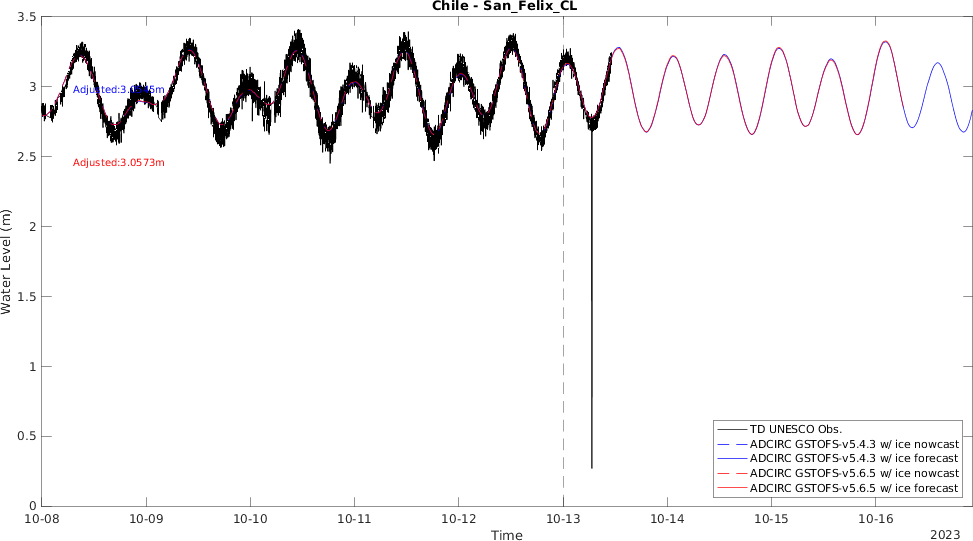 Chile - San_Felix_CL
3.5
3
2.5
2
1.5
1
0.5
0
Water Level (m)
Adjusted:3.0573m
10-08
10-09
10-10
10-11
10-12
10-13
10-14
10-15
10-16
Time
2023
TD UNESCO Obs.
ADCIRC GSTOFS-v5.4.3 w/ ice nowcast
ADCIRC GSTOFS-v5.4.3 w/ ice forecast
ADCIRC GSTOFS-v5.6.5 w/ ice nowcast
ADCIRC GSTOFS-v5.6.5 w/ ice forecast